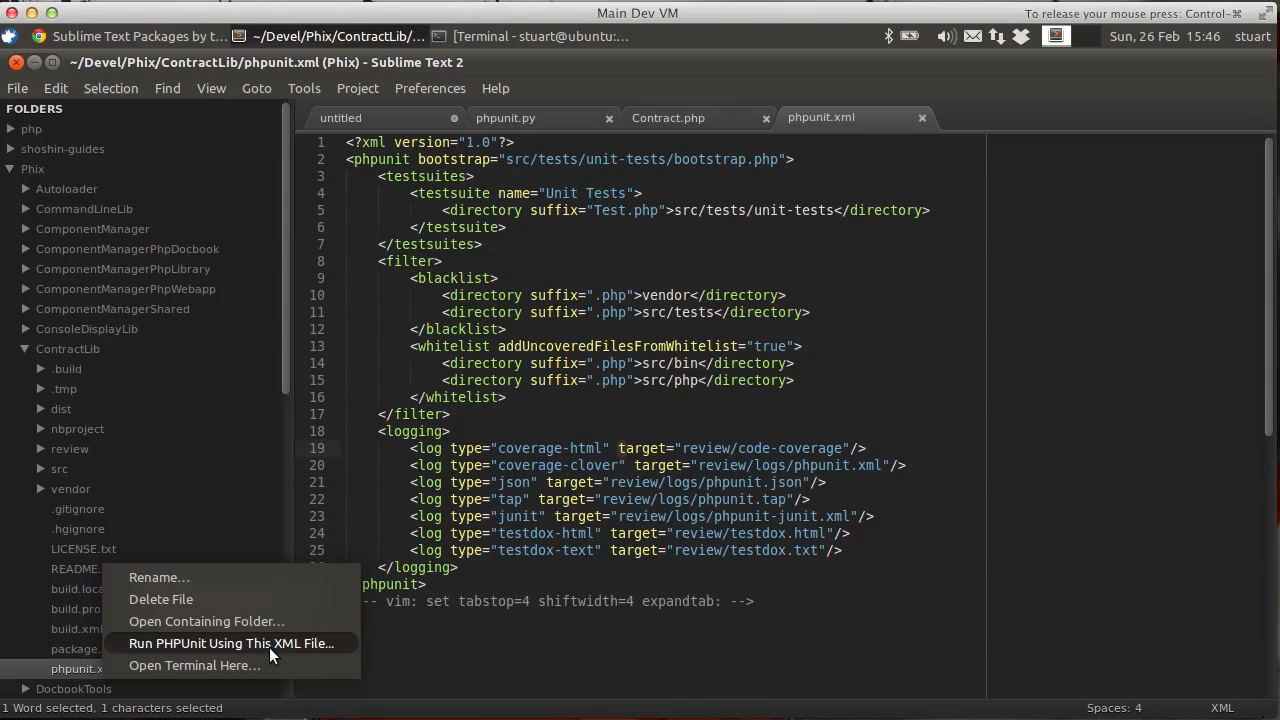 Main Dev VM
To release your mouse press: Control-⌘
Sublime Text Packages by t...
~/Devel/Phix/ContractLib/...
[Terminal - stuart@ubuntu:...
Sun, 26 Feb 15:46
stuart
~/Devel/Phix/ContractLib/phpunit.xml (Phix) - Sublime Text 2
File Edit Selection Find View Goto Tools Project Preferences Help
FOLDERS
php
shoshin-guides
Phix
Autoloader
CommandLineLib
ComponentManager
ComponentManagerPhpDocbook
ComponentManagerPhpLibrary
ComponentManagerPhpWebapp
ComponentManagerShared
ConsoleDisplayLib
ContractLib
.build
.tmp
dist
nbproject
review
src
vendor
.gitignore
.hgignore
LICENSE.txt
README.
build.loca
build.pro
build.xml
package.
phpunit.x
DocbookTools
Rename...
Delete File
Open Containing Folder...
Run PHPUnit Using This XML File...
Open Terminal Here...
untitled
phpunit.py
Contract.php
phpunit.xml
1 <?xml version="1.0"?>
2 <phpunit bootstrap="src/tests/unit-tests/bootstrap.php">
3 <testsuites>
4 <testsuite name="Unit Tests">
5 <directory suffix="Test.php">src/tests/unit-tests</directory>
6 </testsuite>
7 </testsuites>
8 <filter>
9 <blacklist>
10 <directory suffix=".php">vendor</directory>
11 <directory suffix=".php">src/tests</directory>
12 </blacklist>
13 <whitelist addUncoveredFilesFromWhitelist="true">
14 <directory suffix=".php">src/bin</directory>
15 <directory suffix=".php">src/php</directory>
16 </whitelist>
17 </filter>
18 <logging>
19 <log type="coverage-html" target="review/code-coverage"/>
20 <log type="coverage-clover" target="review/logs/phpunit.xml"/>
21 <log type="json" target="review/logs/phpunit.json"/>
22 <log type="tap" target="review/logs/phpunit.tap"/>
23 <log type="junit" target="review/logs/phpunit-junit.xml"/>
24 <log type="testdox-html" target="review/testdox.html"/>
25 <log type="testdox-text" target="review/testdox.txt"/>
</logging>
phpunit>
-- vim: set tabstop=4 shiftwidth=4 expandtab: -->
1 Word selected, 1 characters selected
Spaces: 4
XML